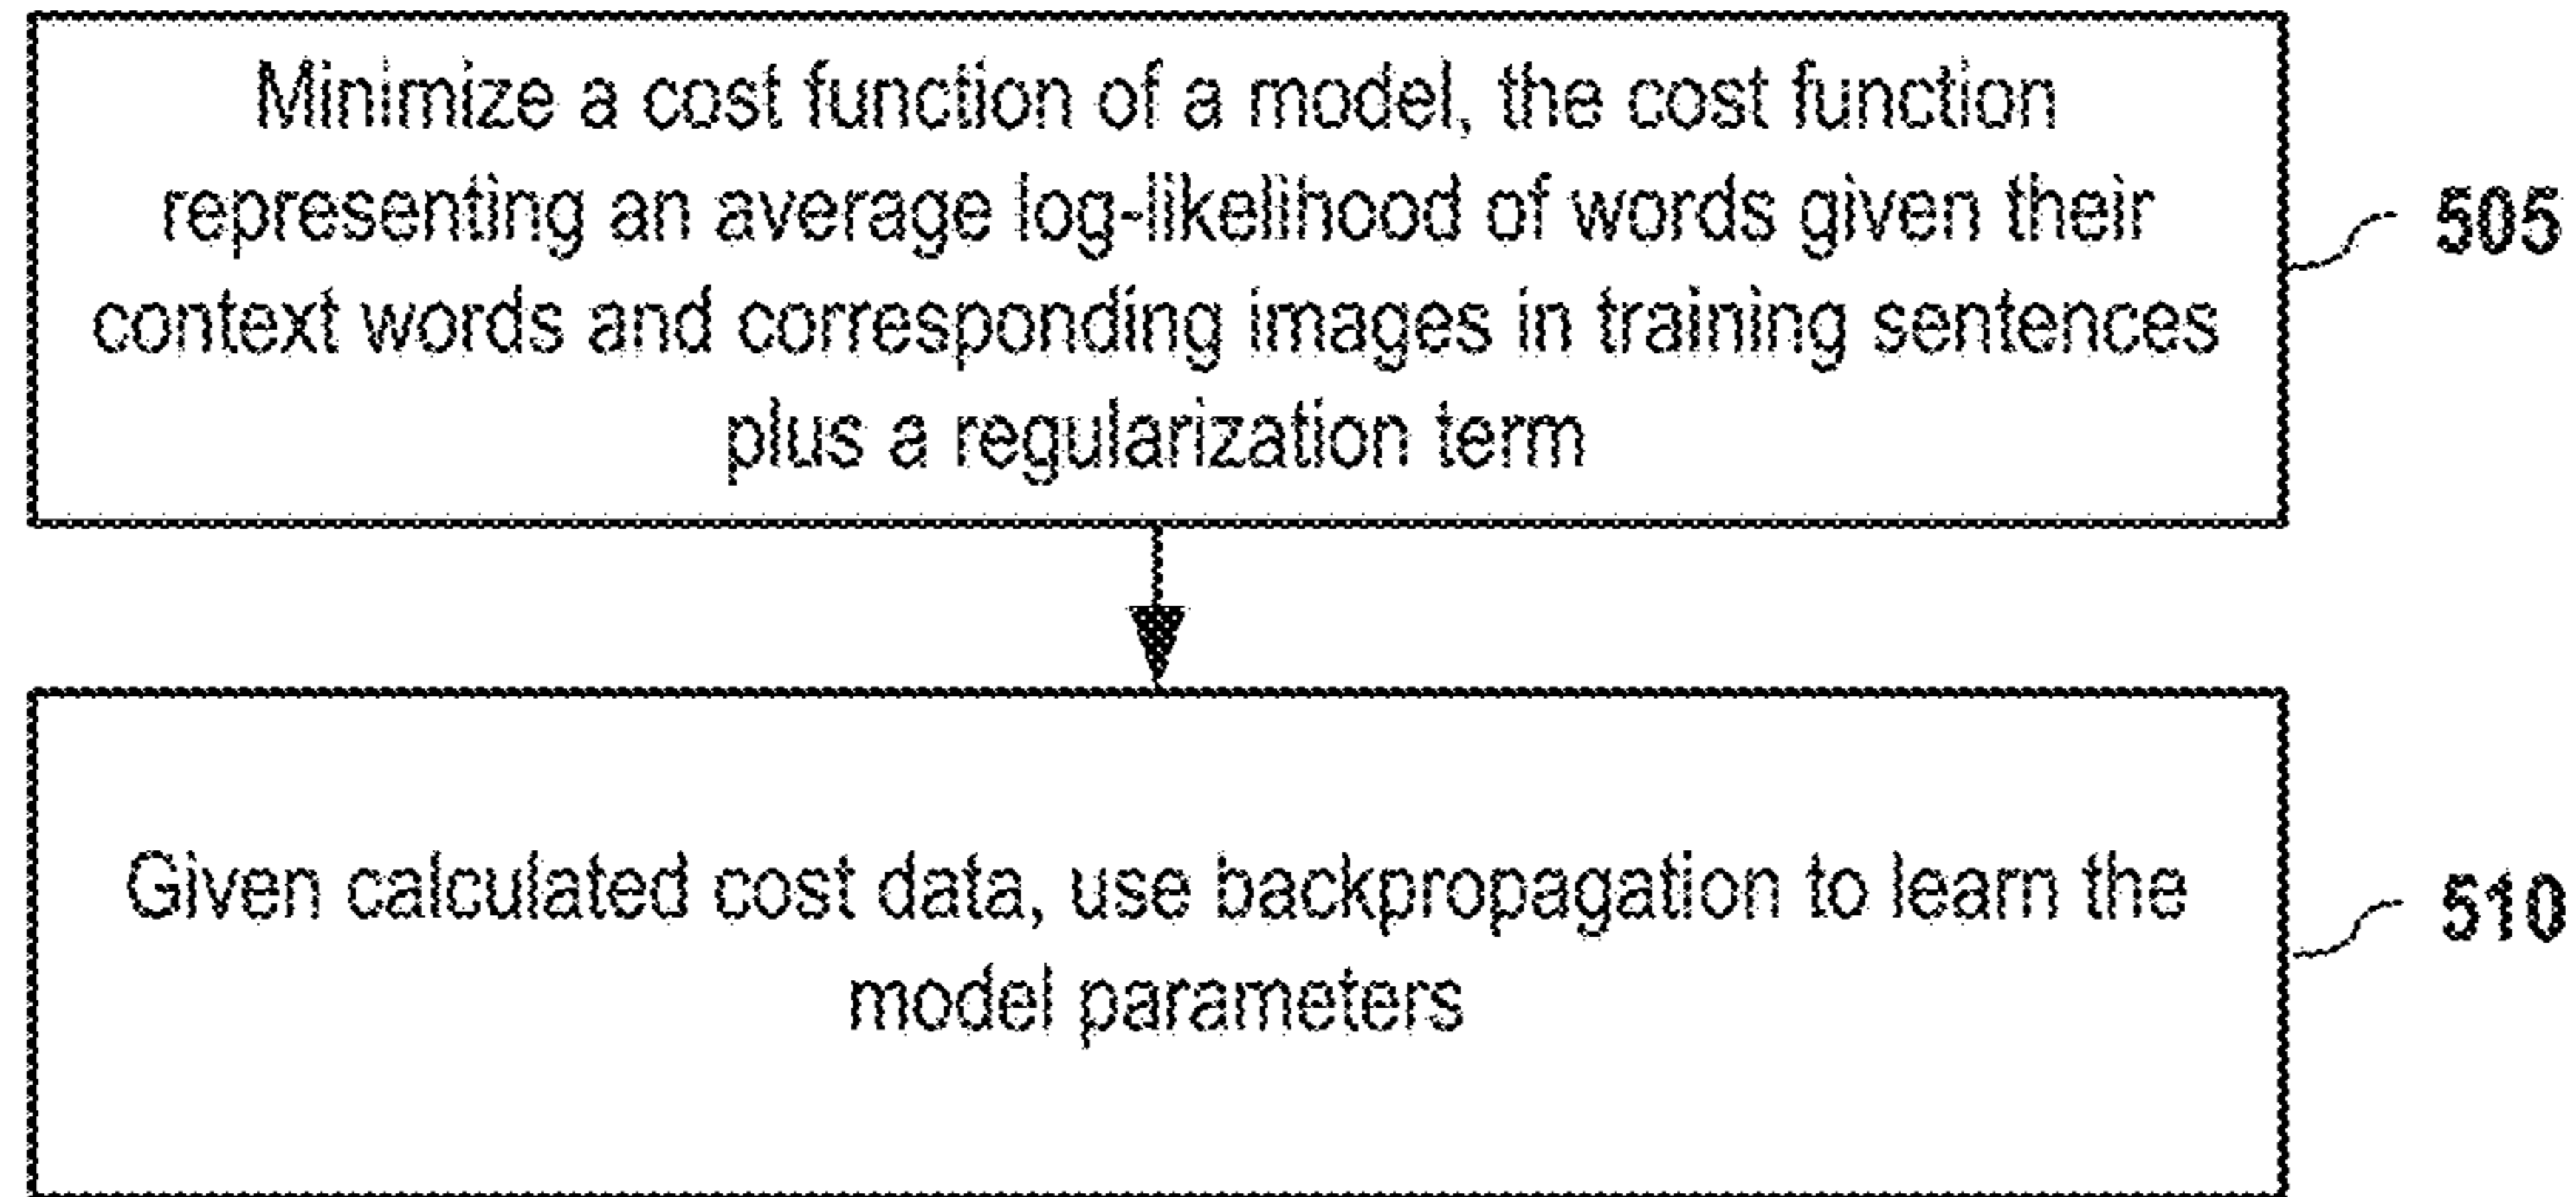 Minimize a cost function of a model, the cost function
representing an average log-likelihood of words given their
context words and corresponding images in training sentences
plus a regularization term
505
Given calculated cost data, use backpropagation to learn the
model parameters
510